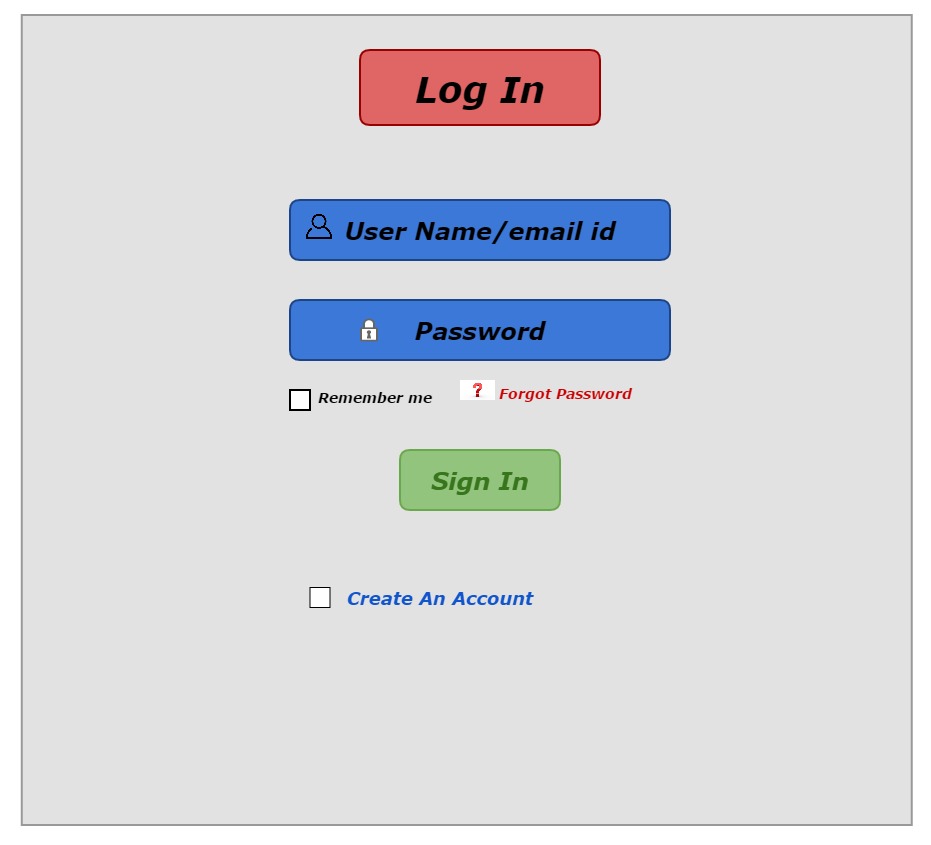 Log In
User Name/email id
Password
Remember me
? Forgot Password
Sign In
Create An Account